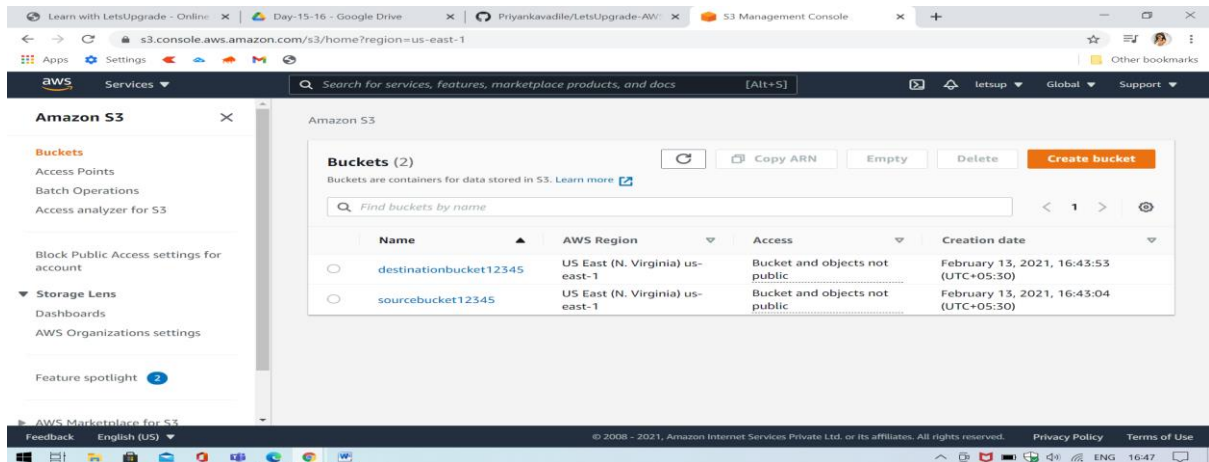 Learn with LetsUpgrade - Online
Day-15-16 - Google Drive
Priyankavadile/LetsUpgrade-AW
S3 Management Console
s3.console.aws.amazon.com/s3/home?region=us-east-1
Apps
Settings
Other bookmarks
aws
Services
Search for services, features, marketplace products, and docs
[Alt+S]
letsup
Global
Support
Amazon S3
Buckets
Access Points
Batch Operations
Access analyzer for S3
Block Public Access settings for
account
Storage Lens
Dashboards
AWS Organizations settings
Feature spotlight 2
AWS Marketplace for S3
Amazon S3
Buckets (2)
Copy ARN
Empty
Delete
Create bucket
Buckets are containers for data stored in S3. Learn more
Find buckets by name
1
Name
AWS Region
Access
Creation date
destinationbucket12345
US East (N. Virginia) us-
east-1
Bucket and objects not
public
February 13, 2021, 16:43:53
(UTC+05:30)
sourcebucket12345
US East (N. Virginia) us-
east-1
Bucket and objects not
public
February 13, 2021, 16:43:04
(UTC+05:30)
Feedback
English (US)
© 2008 - 2021, Amazon Internet Services Private Ltd. or its affiliates. All rights reserved.
Privacy Policy
Terms of Use
ENG
16:47